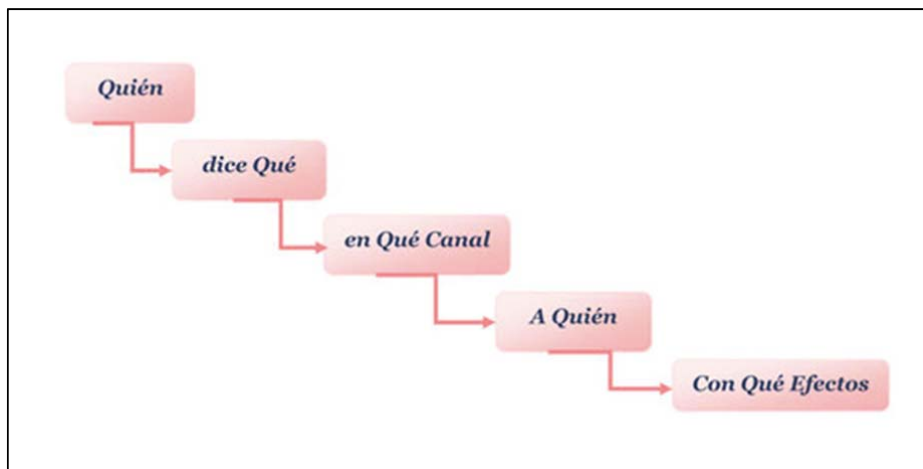 Quién
dice Qué
en Qué Canal
A Quién
Con Qué Efectos